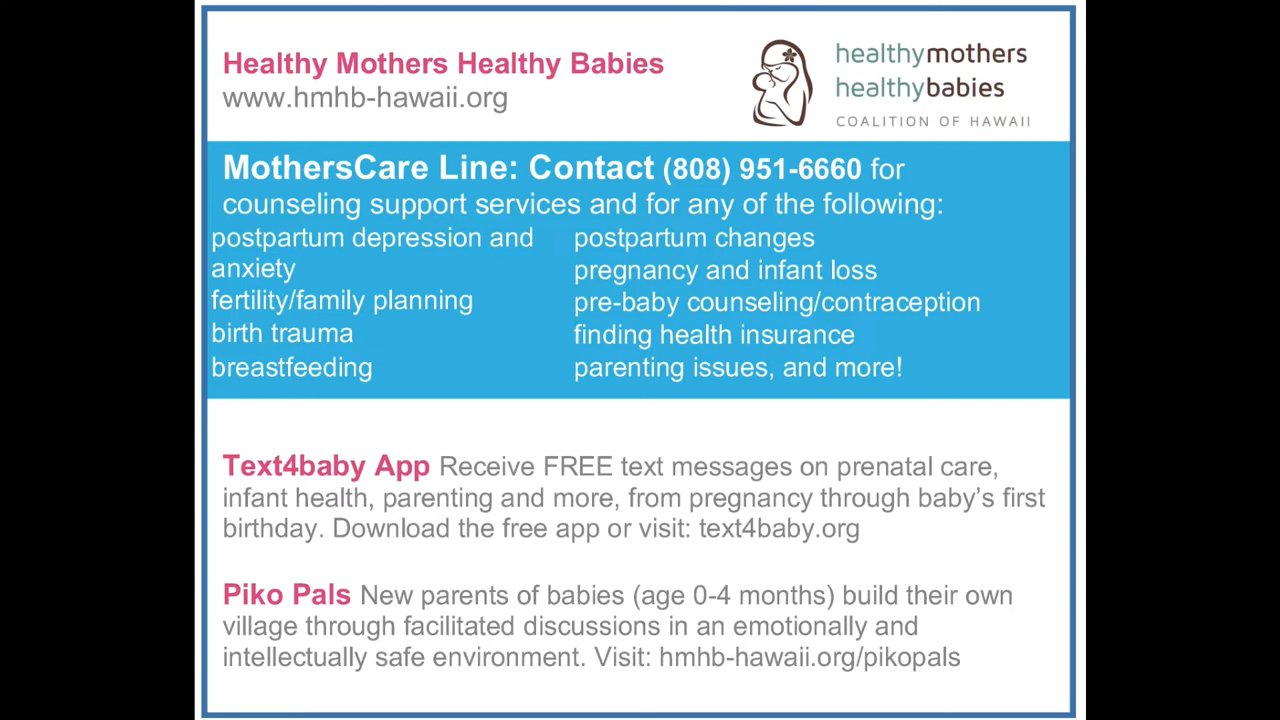 Healthy Mothers Healthy Babies
www.hmhb-hawaii.org
healthymothers
healthybabies
COALITION OF HAWAII
MothersCare Line: Contact (808) 951-6660 for
counseling support services and for any of the following:
postpartum depression and
anxiety
fertility/family planning
birth trauma
breastfeeding
postpartum changes
pregnancy and infant loss
pre-baby counseling/contraception
finding health insurance
parenting issues, and more!
Text4baby App Receive FREE text messages on prenatal care,
infant health, parenting and more, from pregnancy through baby's first
birthday. Download the free app or visit: text4baby.org
Piko Pals New parents of babies (age 0-4 months) build their own
village through facilitated discussions in an emotionally and
intellectually safe environment. Visit: hmhb-hawaii.org/pikopals